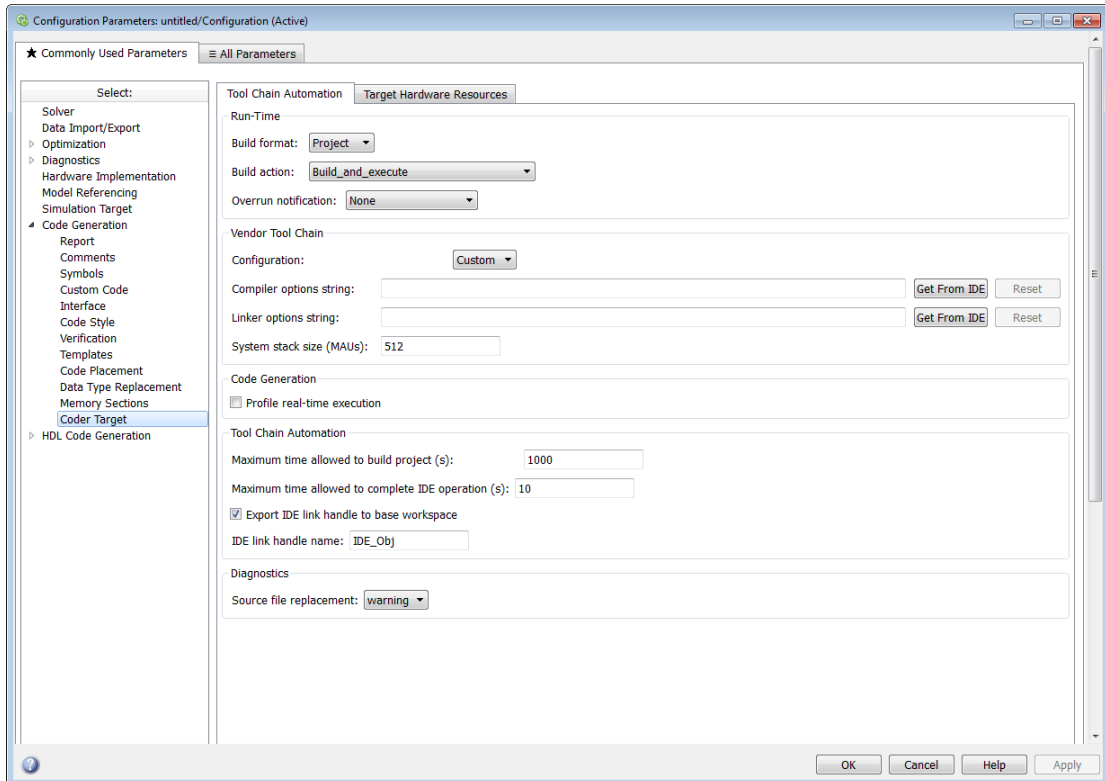 Configuration Parameters: untitled/Configuration (Active)
★ Commonly Used Parameters
≡ All Parameters
Select:
Solver
Data Import/Export
Optimization
Diagnostics
Hardware Implementation
Model Referencing
Simulation Target
Code Generation
Report
Comments
Symbols
Custom Code
Interface
Code Style
Verification
Templates
Code Placement
Data Type Replacement
Memory Sections
Coder Target
HDL Code Generation
Tool Chain Automation
Target Hardware Resources
Run-Time
Build format: Project
Build action: Build_and_execute
Overrun notification: None
Vendor Tool Chain
Configuration: Custom
Compiler options string: Get From IDE Reset
Linker options string: Get From IDE Reset
System stack size (MAUs): 512
Code Generation
Profile real-time execution
Tool Chain Automation
Maximum time allowed to build project (s): 1000
Maximum time allowed to complete IDE operation (s): 10
Export IDE link handle to base workspace
IDE link handle name: IDE_Obj
Diagnostics
Source file replacement: warning
OK Cancel Help Apply